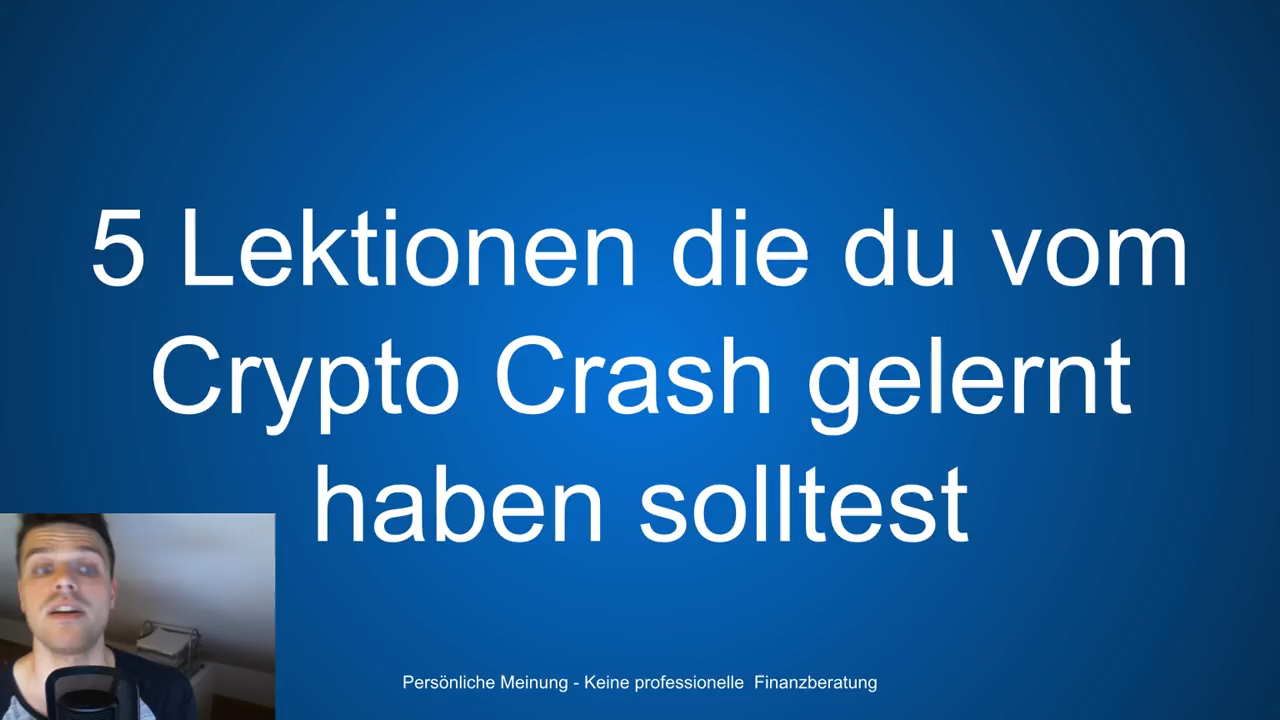 5 Lektionen die du vom
Crypto Crash gelernt
haben solltest
Persönliche Meinung - Keine professionelle  Finanzberatung